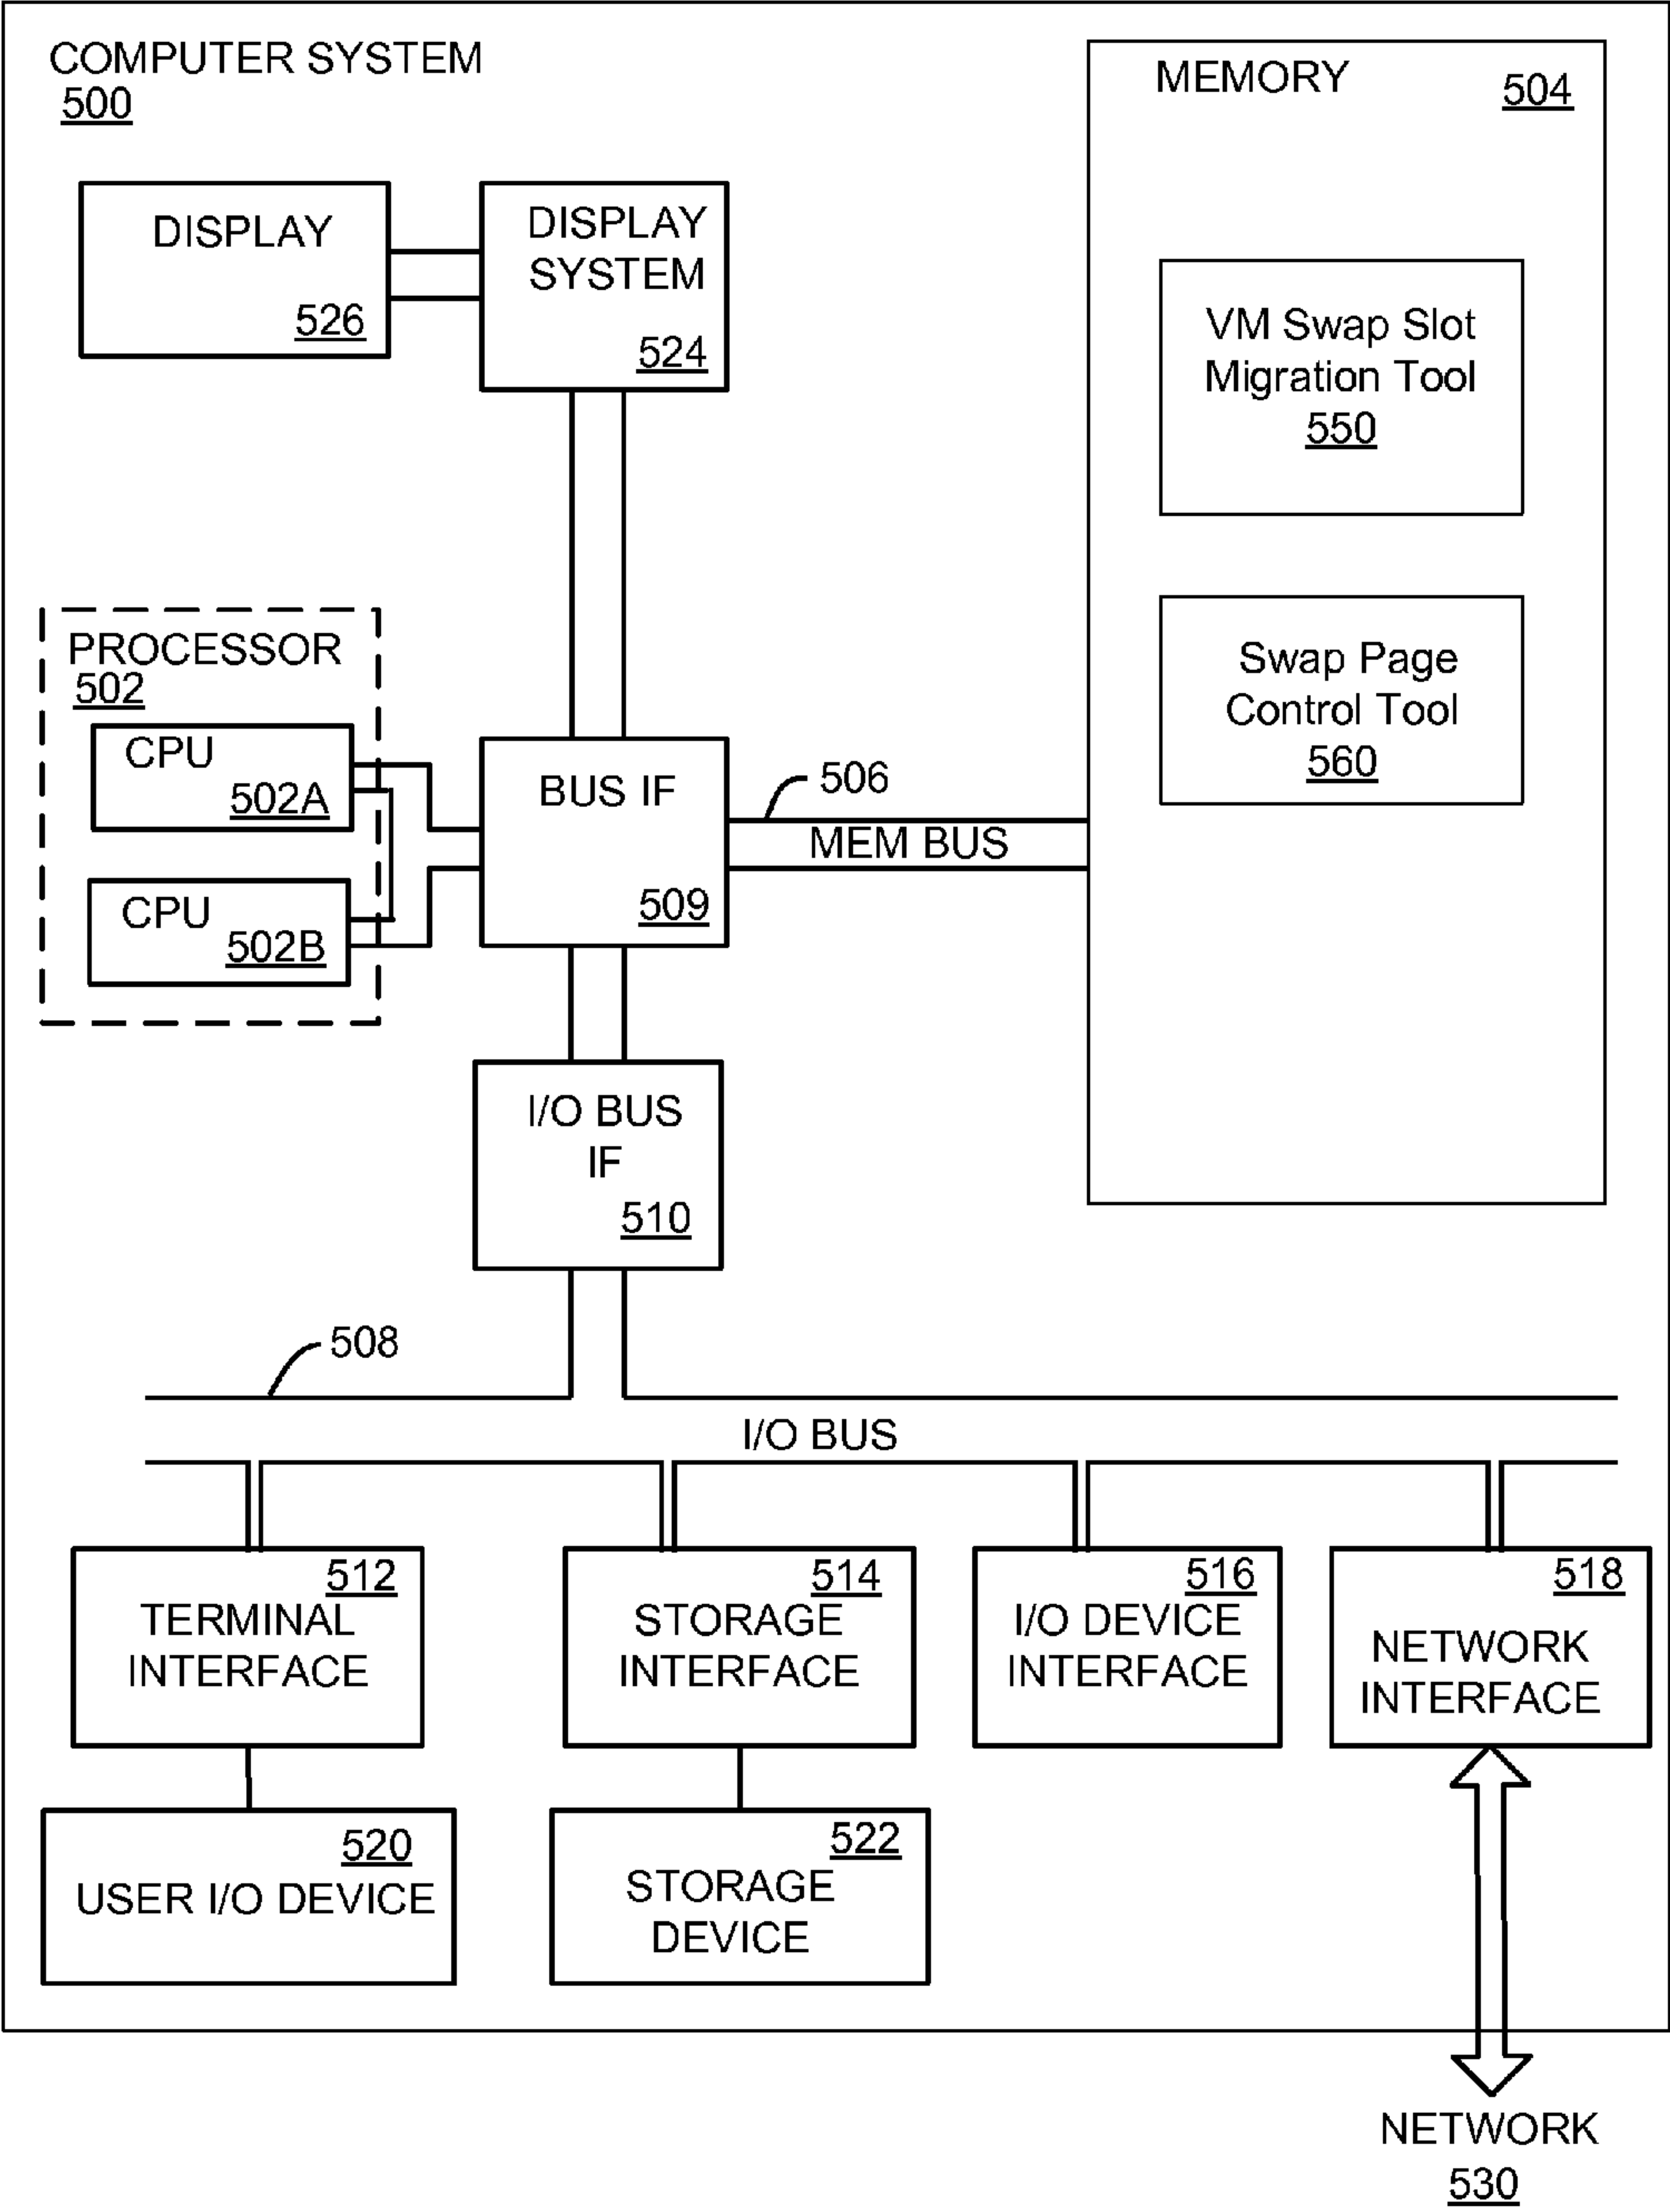 COMPUTER SYSTEM
500
MEMORY
504
DISPLAY
526
DISPLAY
SYSTEM
524
VM Swap Slot
Migration Tool
550
Swap Page
Control Tool
560
PROCESSOR
502
CPU
502A
CPU
502B
BUS IF
509
506
MEM BUS
I/O BUS
IF
510
508
I/O BUS
512
TERMINAL
INTERFACE
514
STORAGE
INTERFACE
516
I/O DEVICE
INTERFACE
518
NETWORK
INTERFACE
520
USER I/O DEVICE
522
STORAGE
DEVICE
NETWORK
530